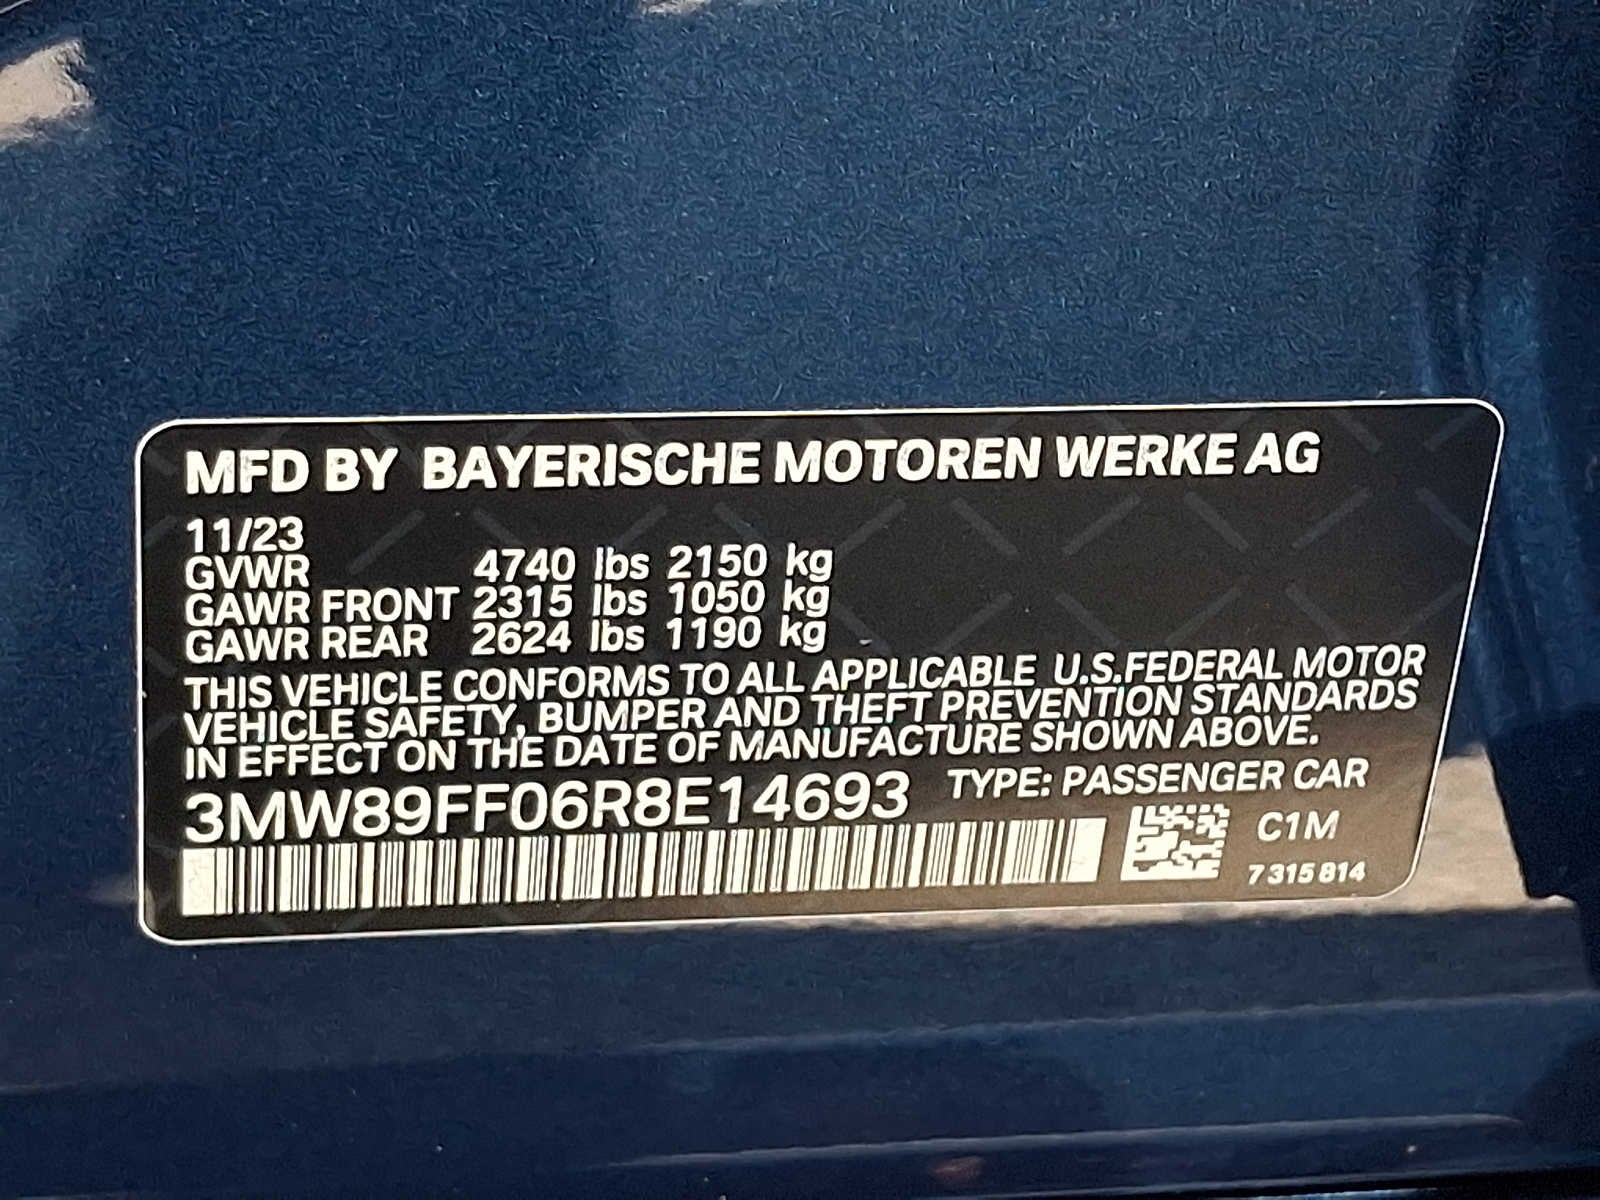 MFD BY BAYERISCHE MOTOREN WERKE AG
11/23
GVWR 4740 lbs 2150 kg
GAWR FRONT 2315 lbs 1050 kg
GAWR REAR 2624 lbs 1190 kg
THIS VEHICLE CONFORMS TO ALL APPLICABLE U.S.FEDERAL MOTOR
VEHICLE SAFETY, BUMPER AND THEFT PREVENTION STANDARDS
IN EFFECT ON THE DATE OF MANUFACTURE SHOWN ABOVE.
3MW89FF06R8E14693 TYPE: PASSENGER CAR
C1M
7 315 814